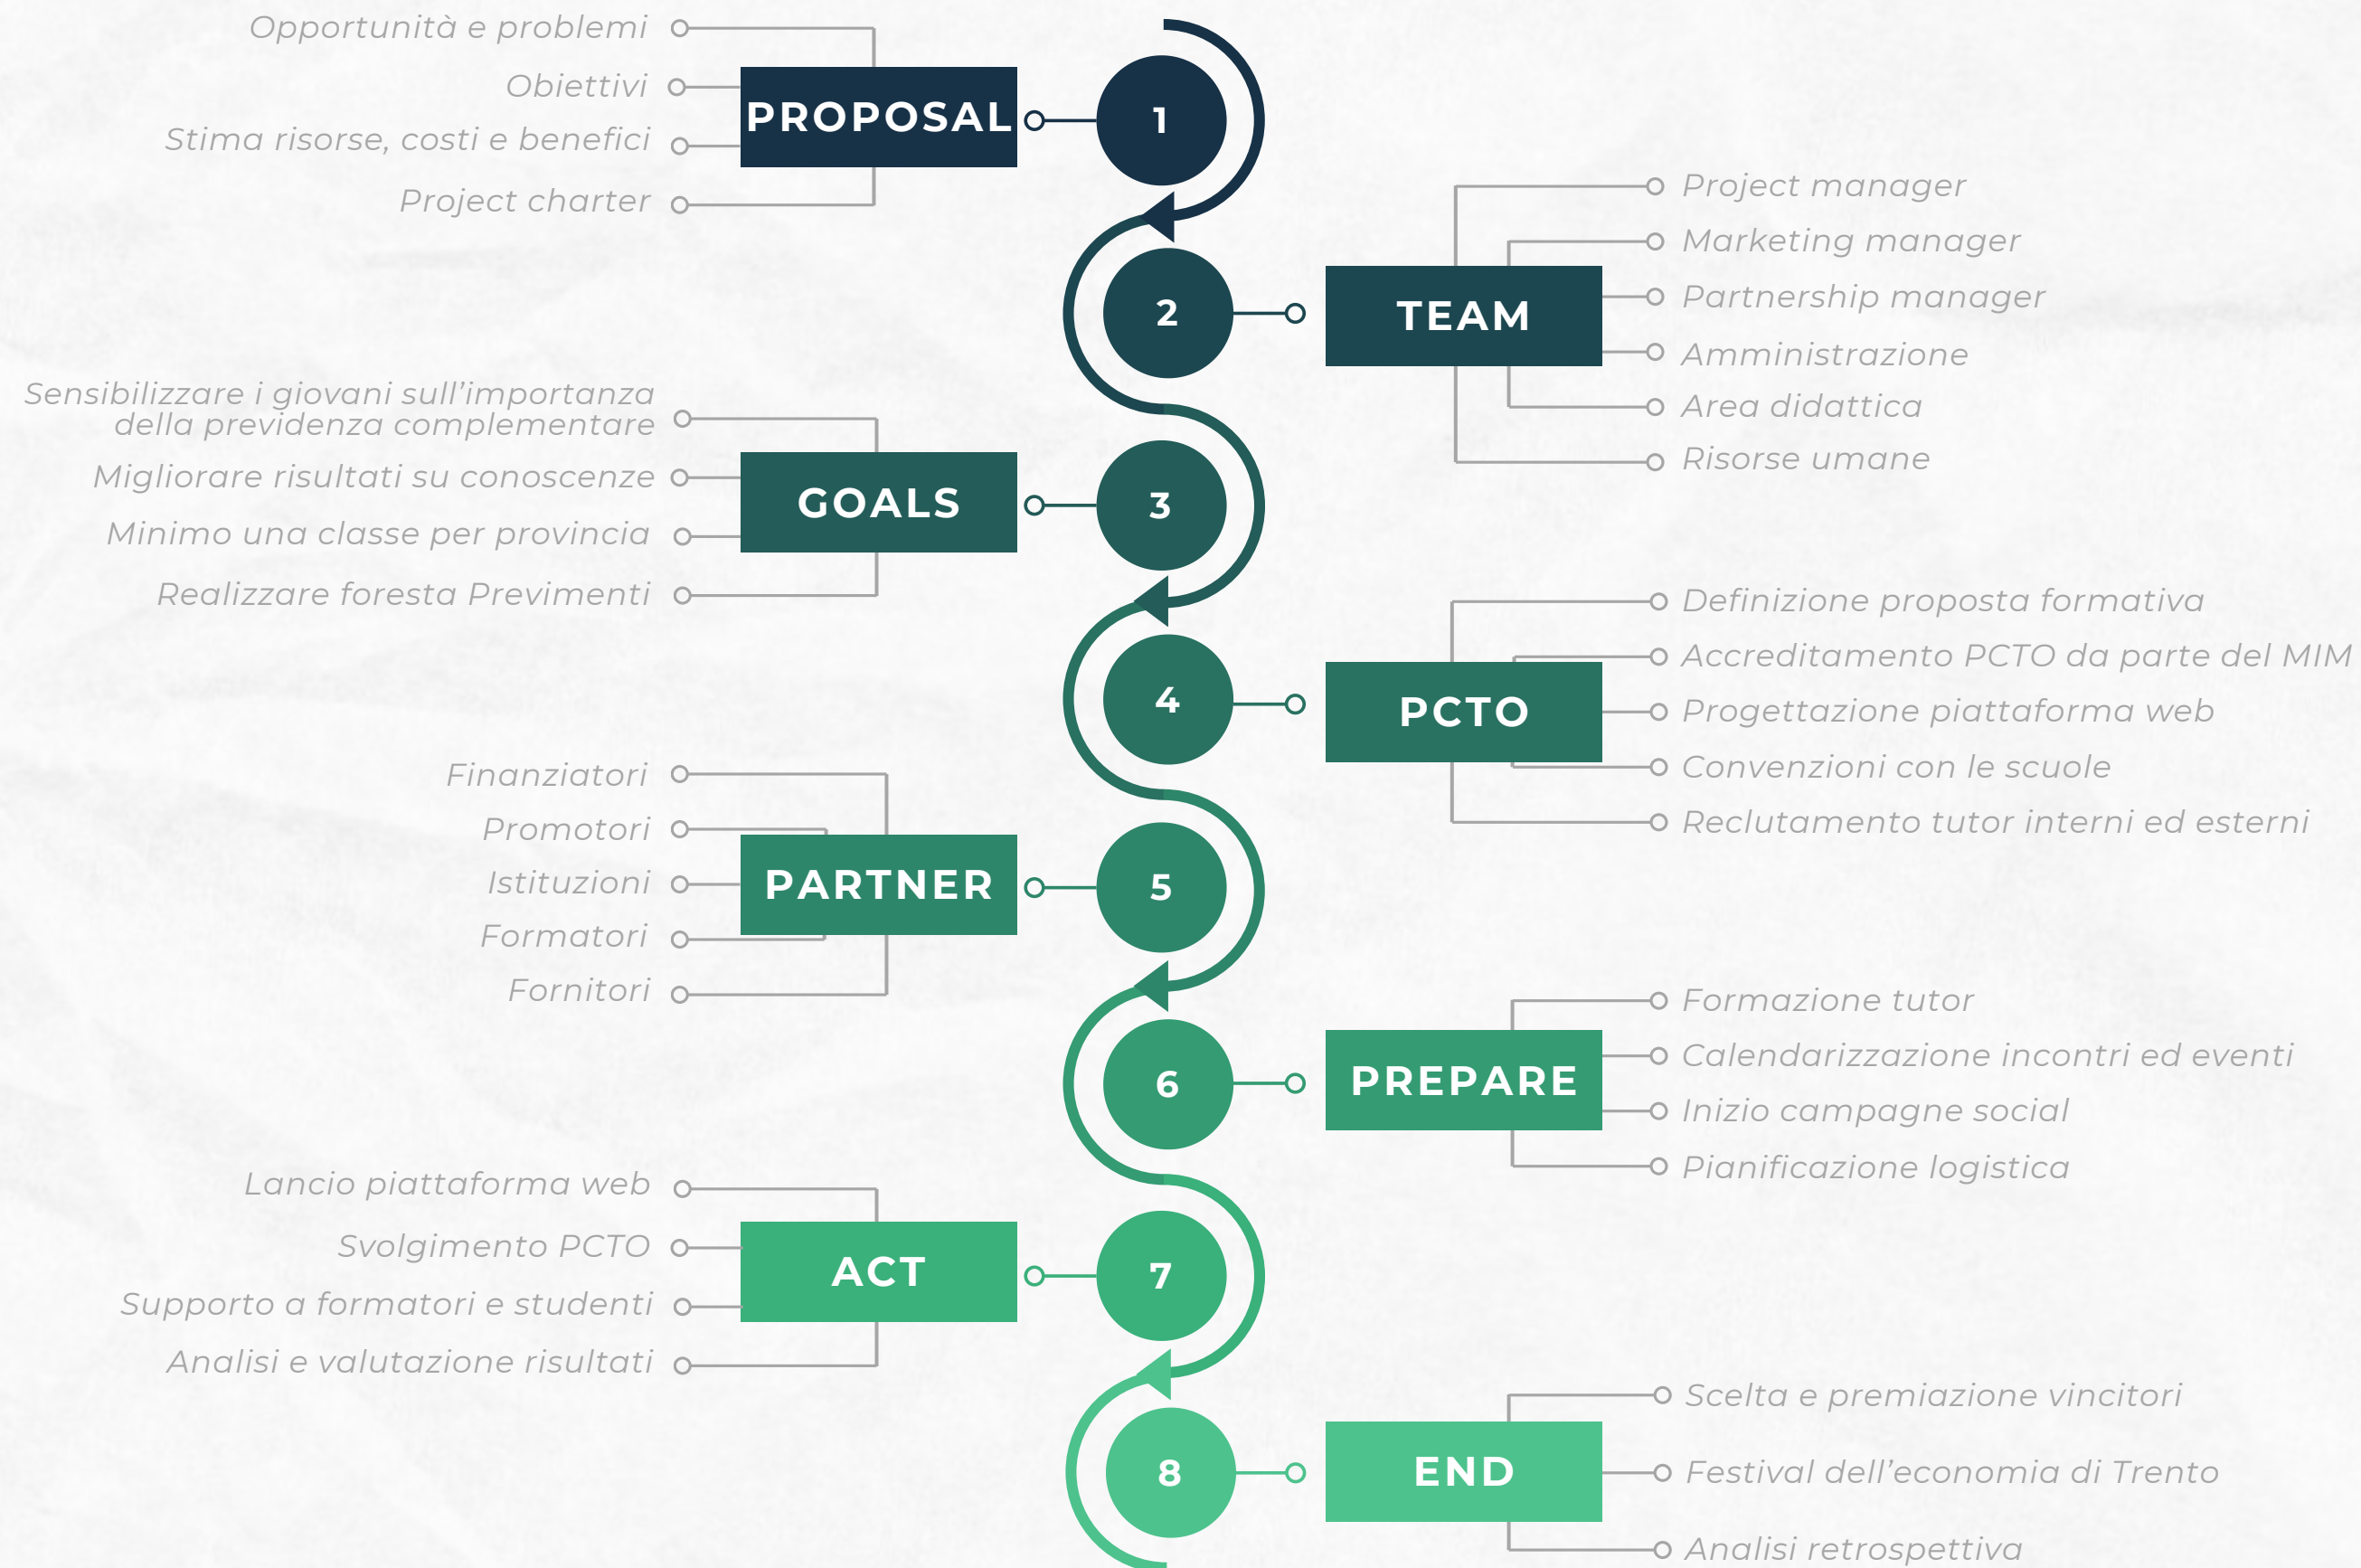 Opportunità e problemi
Obiettivi
Stima risorse, costi e benefici
Project charter
PROPOSAL
1
2
TEAM
Project manager
Marketing manager
Partnership manager
Amministrazione
Area didattica
Risorse umane
Sensibilizzare i giovani sull’importanza
della previdenza complementare
Migliorare risultati su conoscenze
Minimo una classe per provincia
Realizzare foresta Previmenti
GOALS
3
4
PCTO
Definizione proposta formativa
Accreditamento PCTO da parte del MIM
Progettazione piattaforma web
Convenzioni con le scuole
Reclutamento tutor interni ed esterni
Finanziatori
Promotori
Istituzioni
Formatori
Fornitori
PARTNER
5
6
PREPARE
Formazione tutor
Calendarizzazione incontri ed eventi
Inizio campagne social
Pianificazione logistica
Lancio piattaforma web
Svolgimento PCTO
Supporto a formatori e studenti
Analisi e valutazione risultati
ACT
7
8
END
Scelta e premiazione vincitori
Festival dell’economia di Trento
Analisi retrospettiva